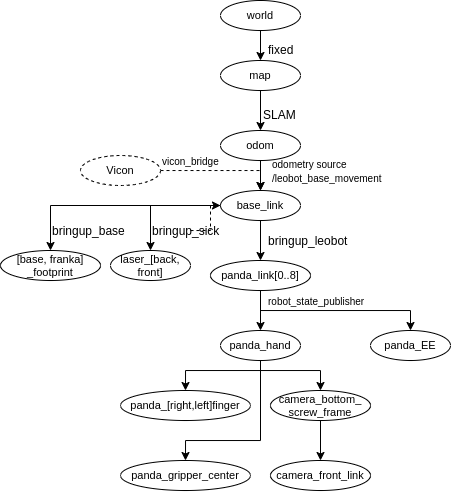 world
fixed
map
SLAM
odom
Vicon
vicon_bridge
odometry source
/leobot_base_movement
base_link
bringup_base
bringup_sick
bringup_leobot
[base, franka]
_footprint
laser_[back,
front]
panda_link[0..8]
robot_state_publisher
panda_hand
panda_EE
panda_[right,left]finger
camera_bottom_
screw_frame
panda_gripper_center
camera_front_link